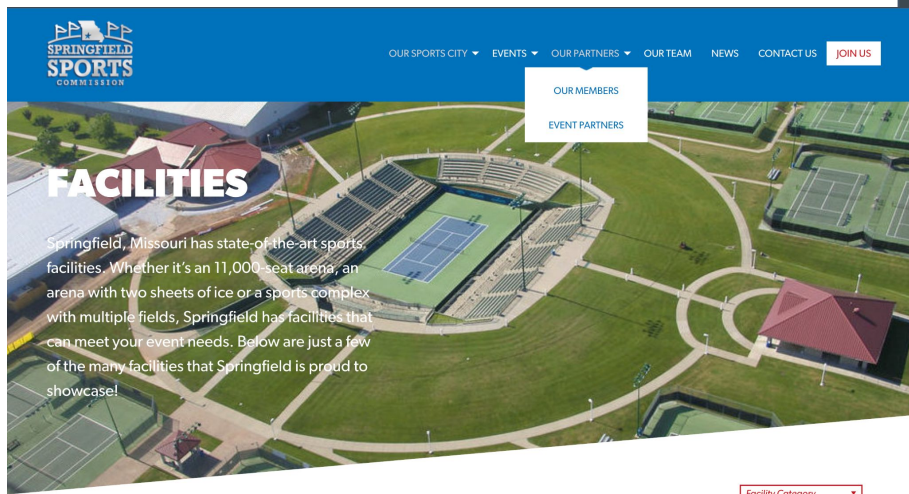 SPRINGFIELD
SPORTS
COMMISSION
OUR SPORTS CITY EVENTS OUR PARTNERS OUR TEAM NEWS CONTACT US JOIN US
OUR MEMBERS
EVENT PARTNERS
FACILITIES
Springfield, Missouri has state-of-the-art sports
facilities. Whether it's an 11,000-seat arena, an
arena with two sheets of ice or a sports complex
with multiple fields, Springfield has facilities that
can meet your event needs. Below are just a few
of the many facilities that Springfield is proud to
showcase!
Facility Category